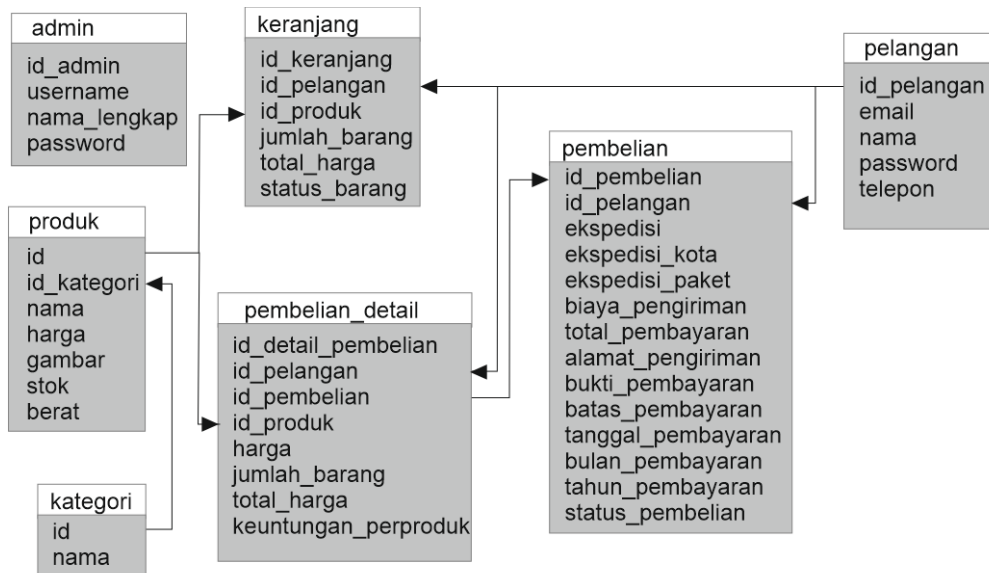 admin
id_admin
username
nama_lengkap
password
keranjang
id_keranjang
id_pelangan
id_produk
jumlah_barang
total_harga
status_barang
pelangan
id_pelangan
email
nama
password
telepon
produk
id
id_kategori
nama
harga
gambar
stok
berat
pembelian
id_pembelian
id_pelangan
ekspedisi
ekspedisi_kota
ekspedisi_paket
biaya_pengiriman
total_pembayaran
alamat_pengiriman
bukti_pembayaran
batas_pembayaran
tanggal_pembayaran
bulan_pembayaran
tahun_pembayaran
status_pembelian
pembelian_detail
id_detail_pembelian
id_pelangan
id_pembelian
id_produk
harga
jumlah_barang
total_harga
keuntungan_perproduk
kategori
id
nama